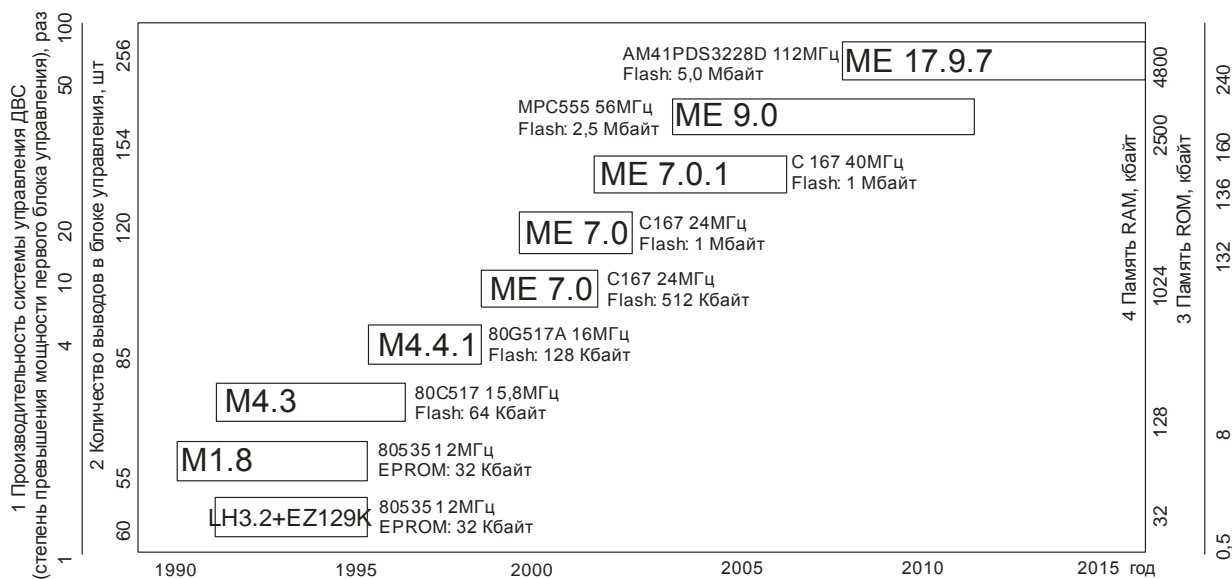 1 Производительность системы управления ДВС
(степень превышения мощности первого блока управления), раз
1 4 10 20 50 100
2 Количество выводов в блоке управления, шт
60 55 85 120 154 256
AM41PDS3228D 112МГц
Flash: 5,0 Мбайт
ME 17.9.7
MPC555 56МГц
Flash: 2,5 Мбайт
ME 9.0
ME 7.0.1
C 167 40МГц
Flash: 1 Мбайт
ME 7.0
C167 24МГц
Flash: 1 Мбайт
ME 7.0
C167 24МГц
Flash: 512 Кбайт
M4.4.1
80G517A 16МГц
Flash: 128 Кбайт
M4.3
80C517 15,8МГц
Flash: 64 Кбайт
M1.8
80535 12МГц
EPROM: 32 Кбайт
LH3.2+EZ129K
80535 12МГц
EPROM: 32 Кбайт
4 Память RAM, кбайт
32 128 1024 2500 4800
3 Память ROM, кбайт
0,5 8 132 136 160 240
1990 1995 2000 2005 2010 2015 год